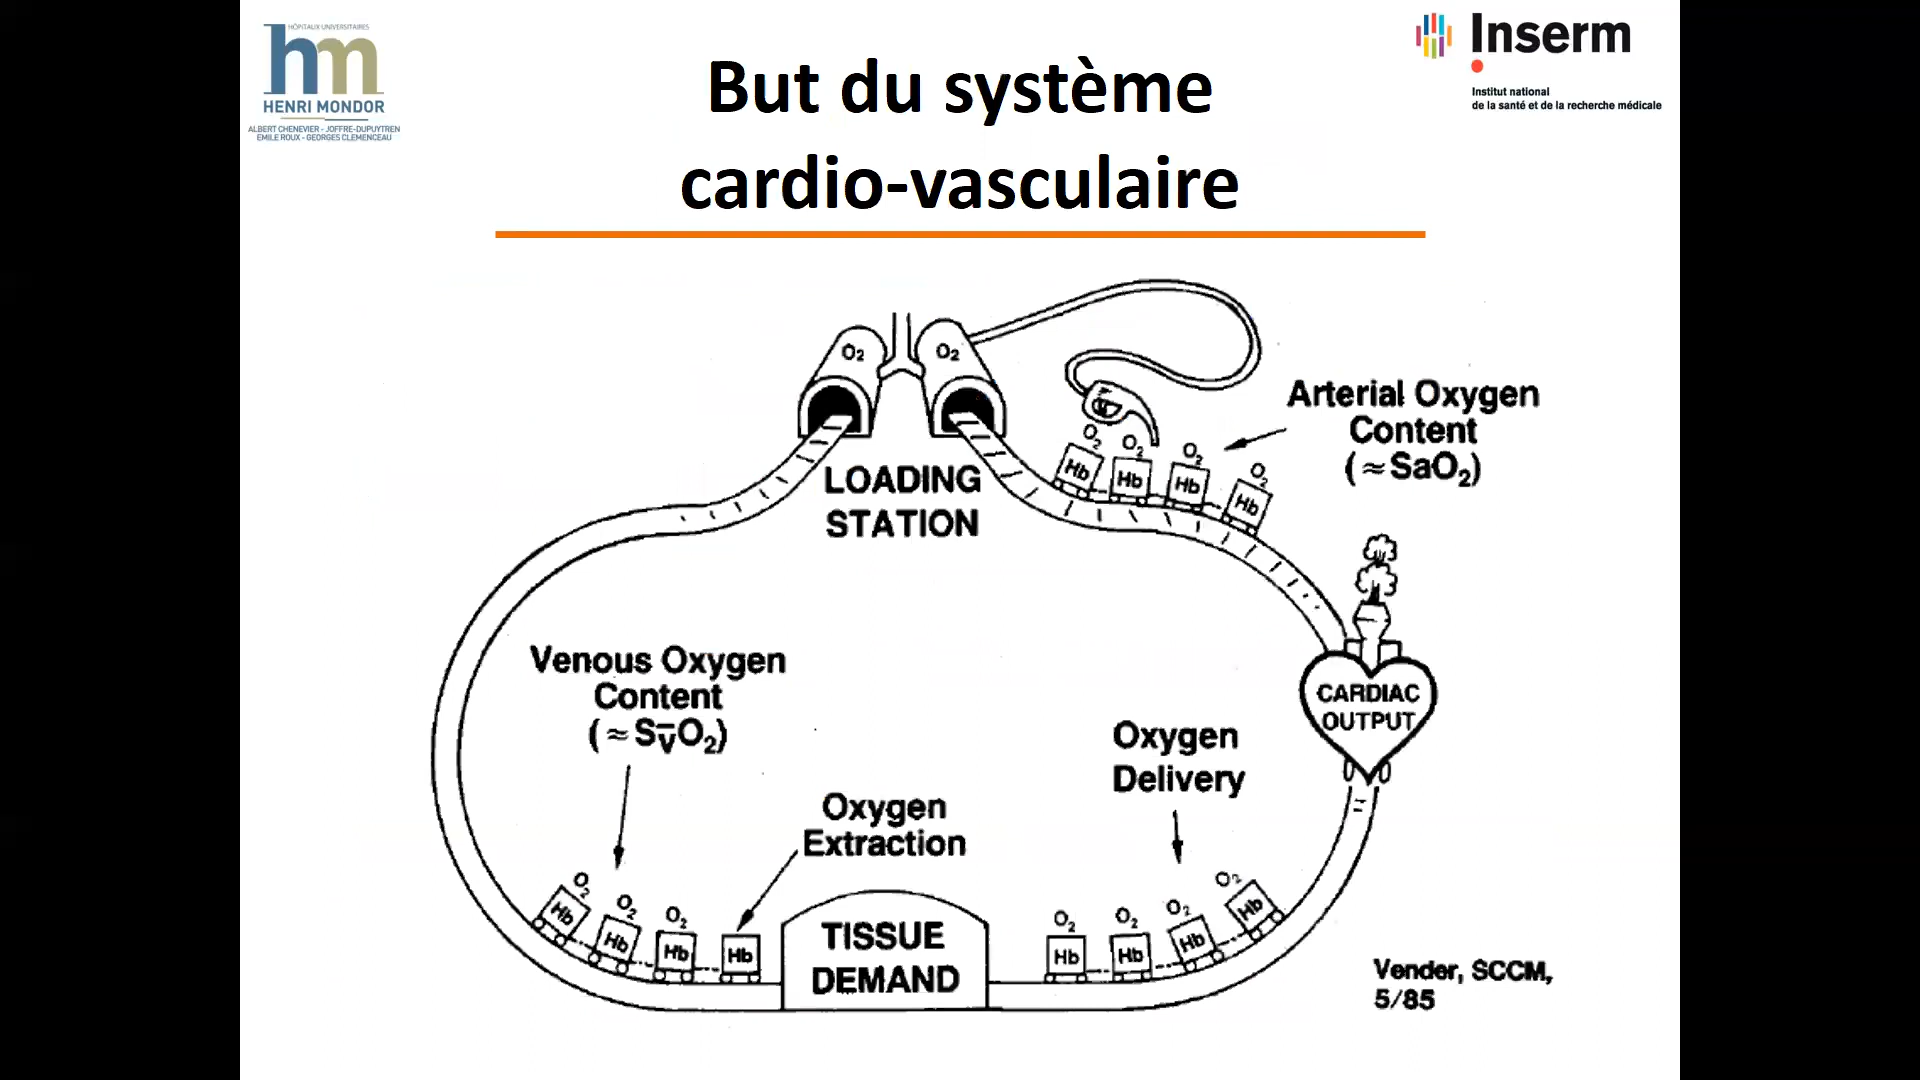 HÔPITAUX UNIVERSITAIRES
hm
HENRI MONDOR
ALBERT CHENEVIER - JOFFRE-DUPUYTREN
EMILE ROUX - GEORGES CLEMENCEAU
Inserm
Institut national
de la santé et de la recherche médicale
But du système
cardio-vasculaire
O2
O2
LOADING
STATION
Arterial Oxygen
Content
(≈SaO2)
O2 O2 O2 O2
Hb Hb Hb Hb
CARDIAC
OUTPUT
Venous Oxygen
Content
(≈Sv̄O2)
Oxygen
Extraction
Oxygen
Delivery
O2 O2 O2
Hb Hb Hb Hb
TISSUE
DEMAND
O2 O2 O2 O2
Hb Hb Hb Hb
Vender, SCCM,
5/85